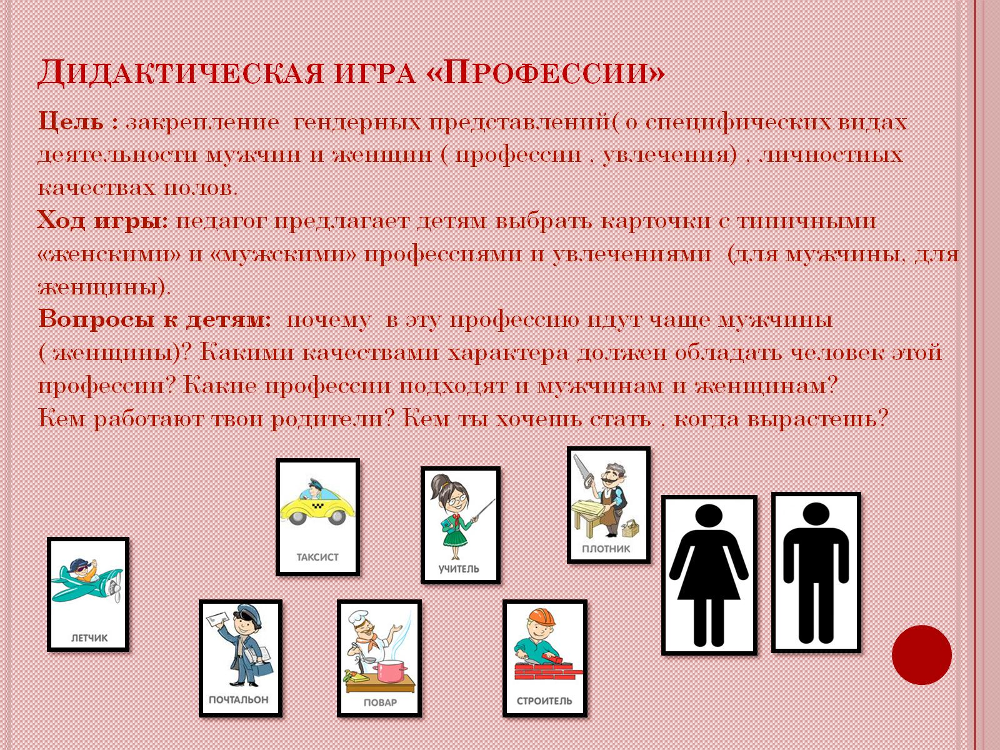 Дидактическая игра «Профессии»
Цель : закрепление гендерных представлений( о специфических видах
деятельности мужчин и женщин ( профессии , увлечения) , личностных
качествах полов.
Ход игры: педагог предлагает детям выбрать карточки с типичными
«женскими» и «мужскими» профессиями и увлечениями (для мужчины, для
женщины).
Вопросы к детям: почему в эту профессию идут чаще мужчины
( женщины)? Какими качествами характера должен обладать человек этой
профессии? Какие профессии подходят и мужчинам и женщинам?
Кем работают твои родители? Кем ты хочешь стать , когда вырастешь?
ТАКСИСТ
УЧИТЕЛЬ
ПЛОТНИК
ЛЕТЧИК
ПОЧТАЛЬОН
ПОВАР
СТРОИТЕЛЬ